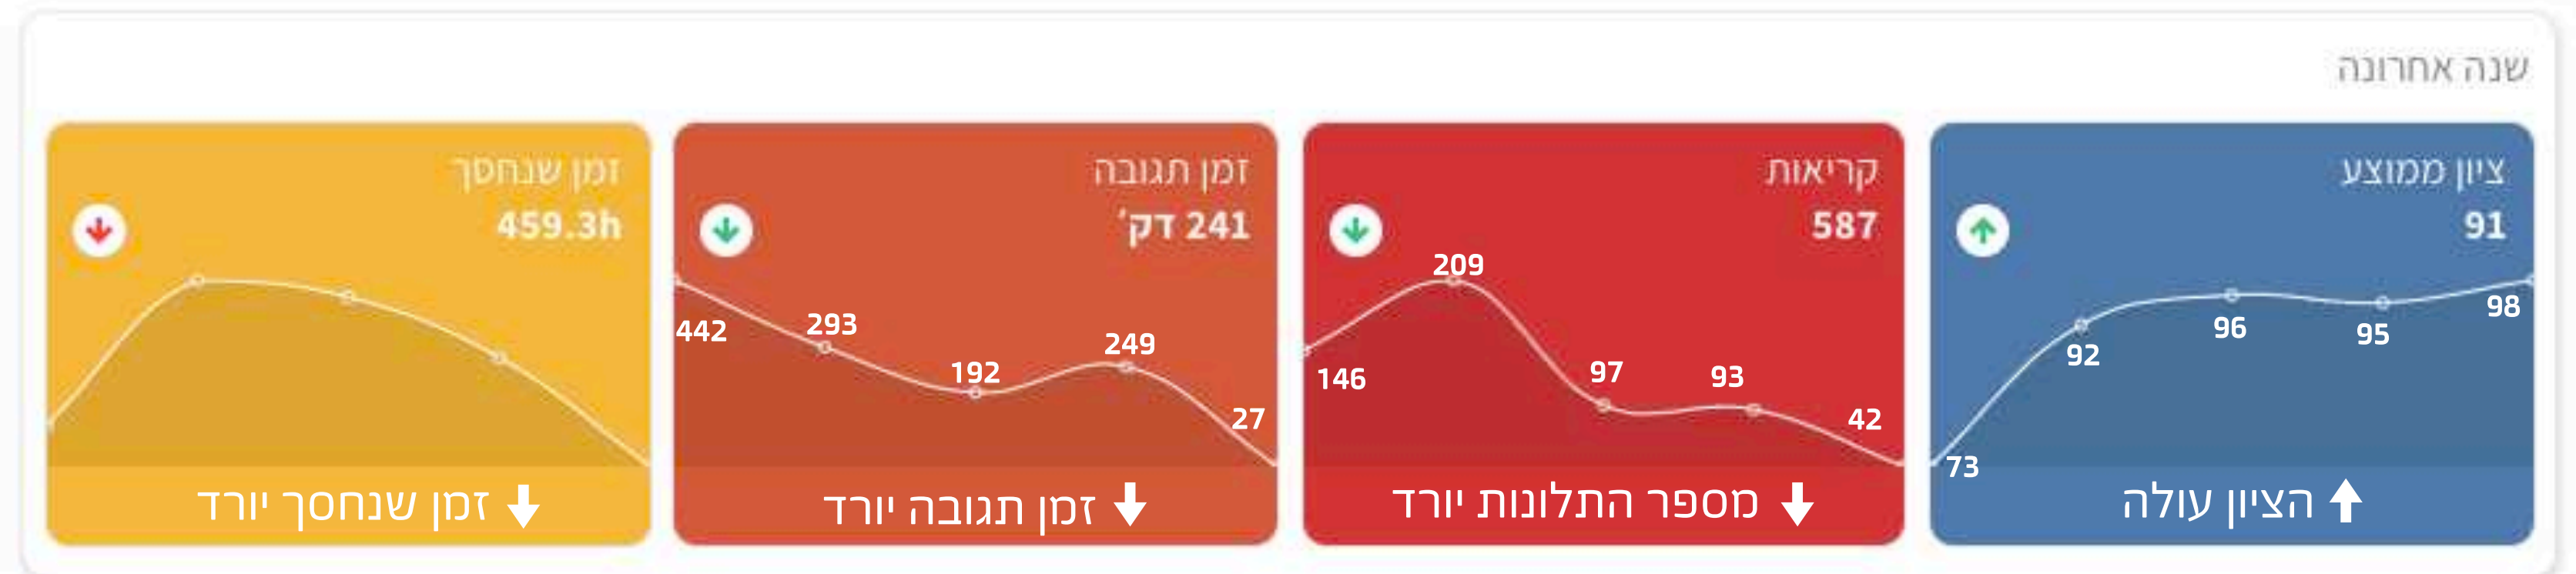 שנה אחרונה
ציון ממוצע
91
73
92
96
95
98
הציון עולה
קריאות
587
146
209
97
93
42
מספר התלונות יורד
זמן תגובה
241 דק׳
442
293
192
249
27
זמן תגובה יורד
זמן שנחסך
459.3h
זמן שנחסך יורד